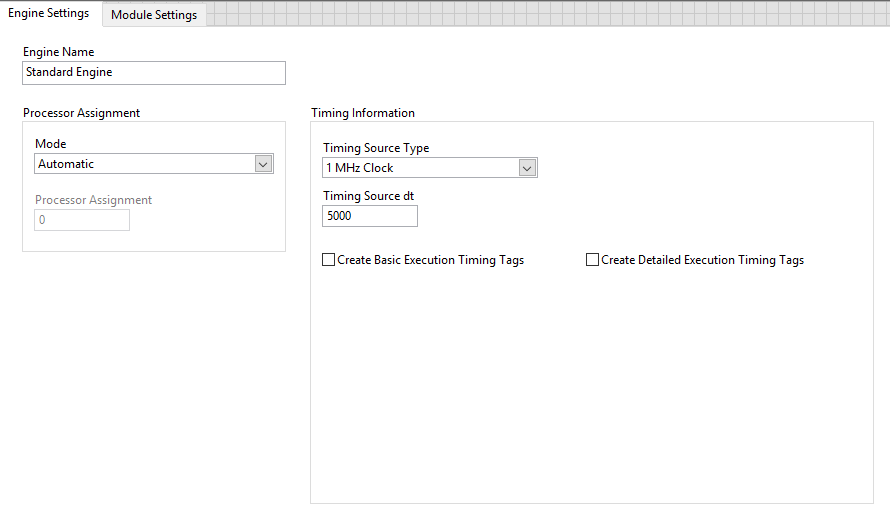 Engine Settings
Module Settings
Engine Name
Standard Engine
Processor Assignment
Mode
Automatic
Processor Assignment
0
Timing Information
Timing Source Type
1 MHz Clock
Timing Source dt
5000
Create Basic Execution Timing Tags
Create Detailed Execution Timing Tags